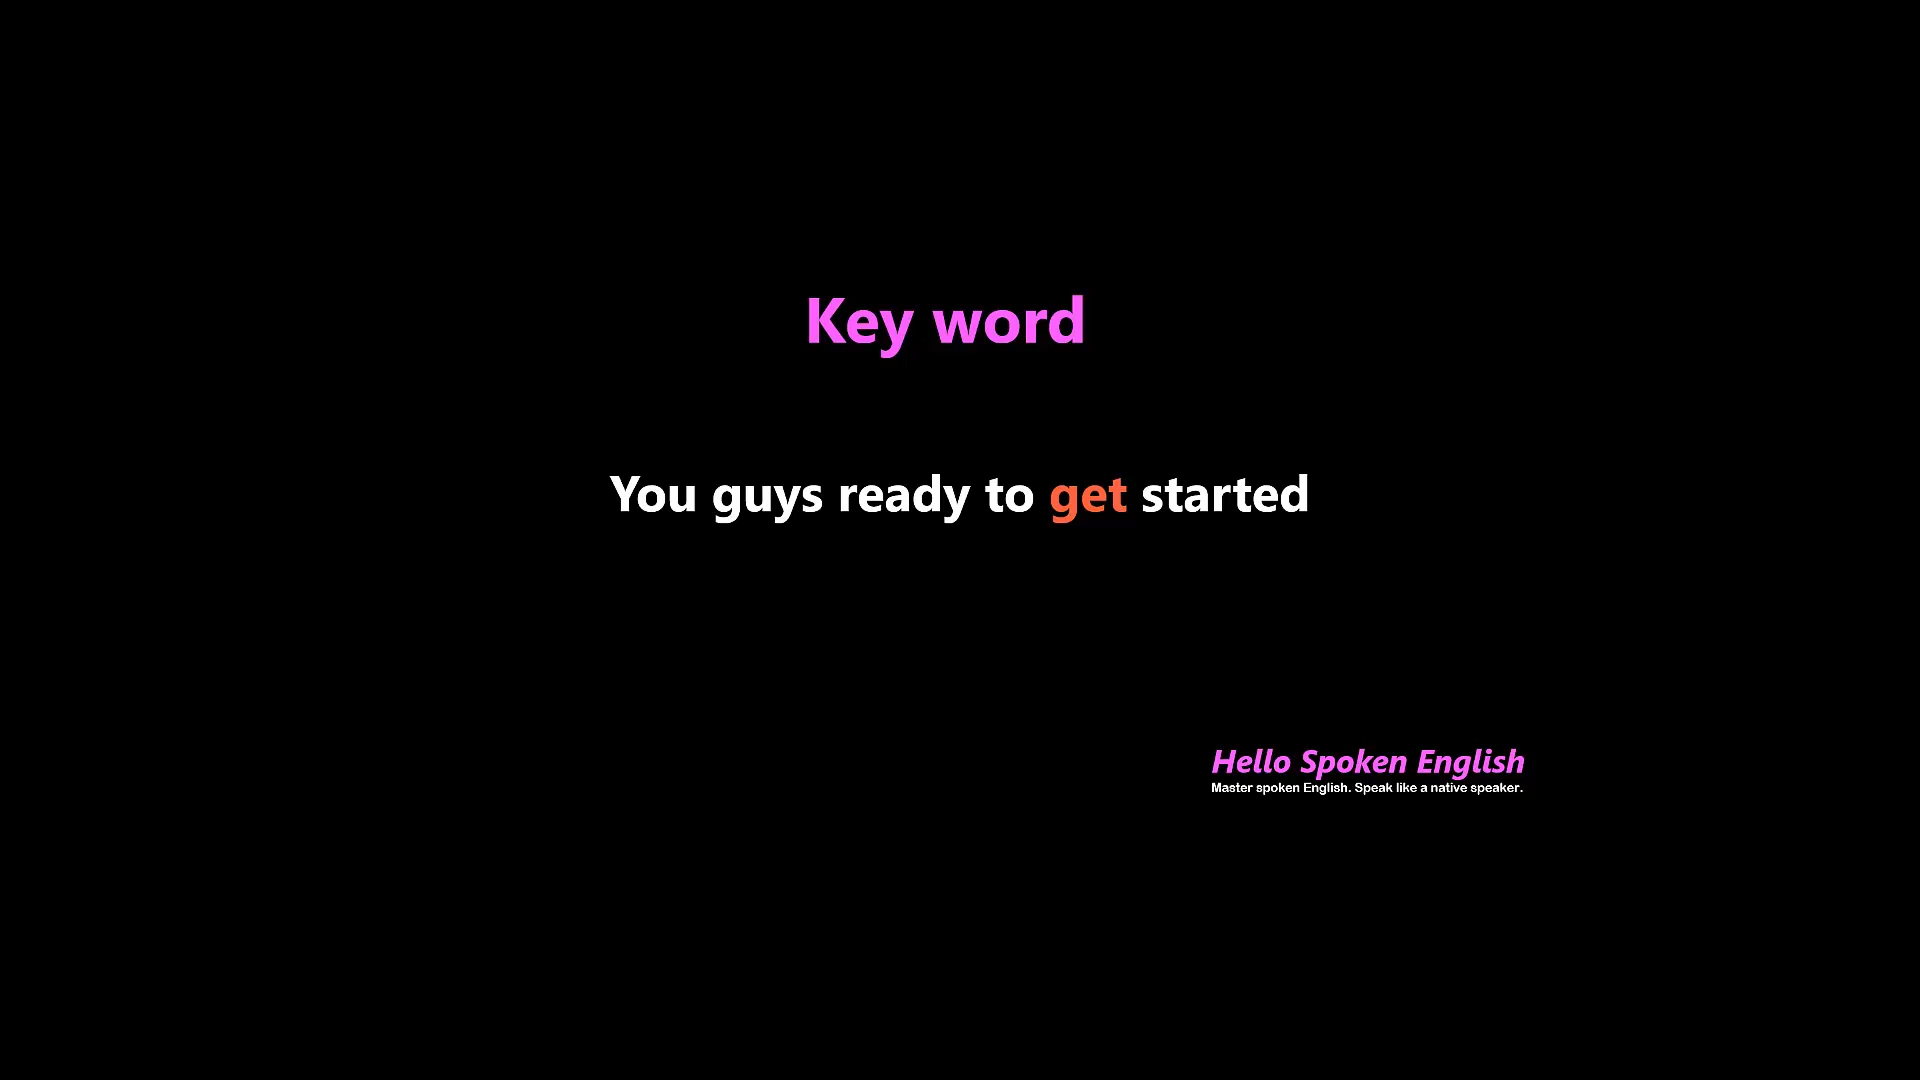 Key word
You guys ready to get started
Hello Spoken English
Master spoken English. Speak like a native speaker.